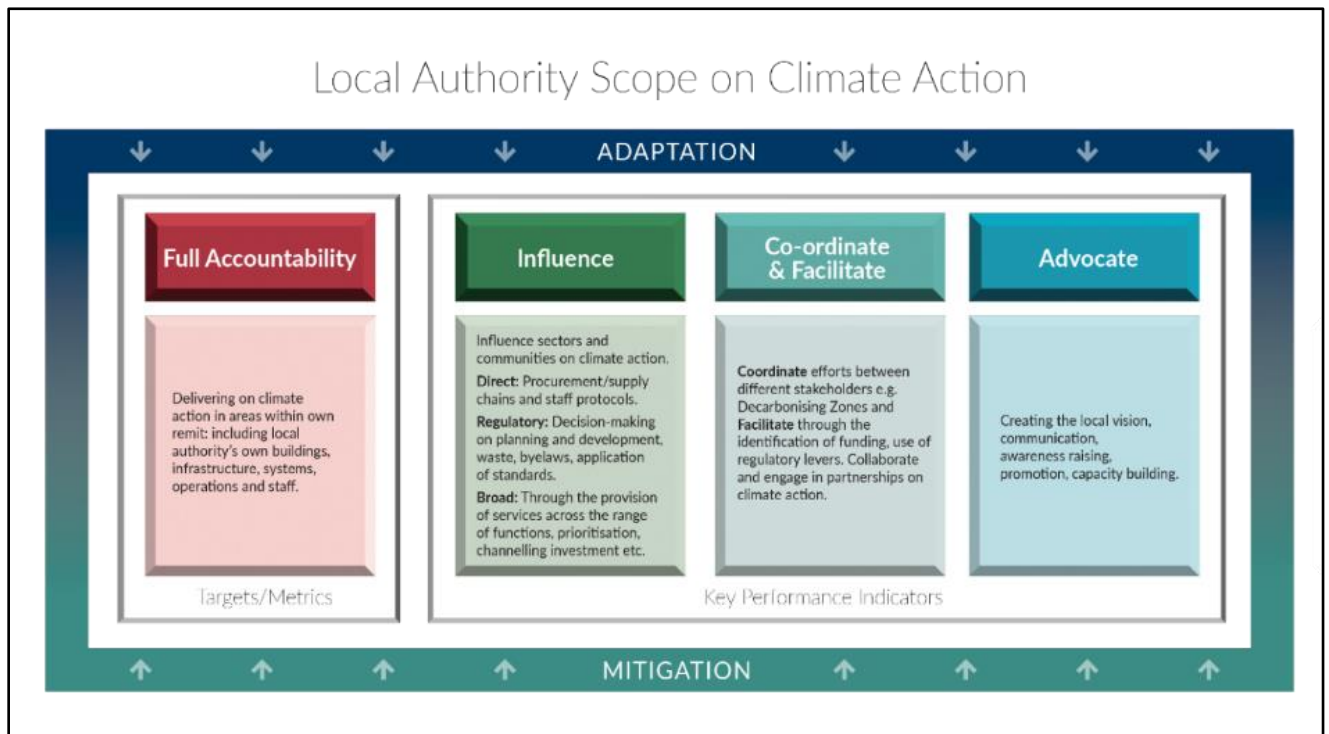 Local Authority Scope on Climate Action
ADAPTATION
Full Accountability
Delivering on climate
action in areas within own
remit: including local
authority's own buildings,
infrastructure, systems,
operations and staff.
Targets/Metrics
Influence
Influence sectors and
communities on climate action.
Direct: Procurement/supply
chains and staff protocols.
Regulatory: Decision-making
on planning and development,
waste, byelaws, application
of standards.
Broad: Through the provision
of services across the range
of functions, prioritisation,
channelling investment etc.
Co-ordinate
& Facilitate
Coordinate efforts between
different stakeholders e.g.
Decarbonising Zones and
Facilitate through the
identification of funding, use of
regulatory levers. Collaborate
and engage in partnerships on
climate action.
Advocate
Creating the local vision,
communication,
awareness raising,
promotion, capacity building.
Key Performance Indicators
MITIGATION